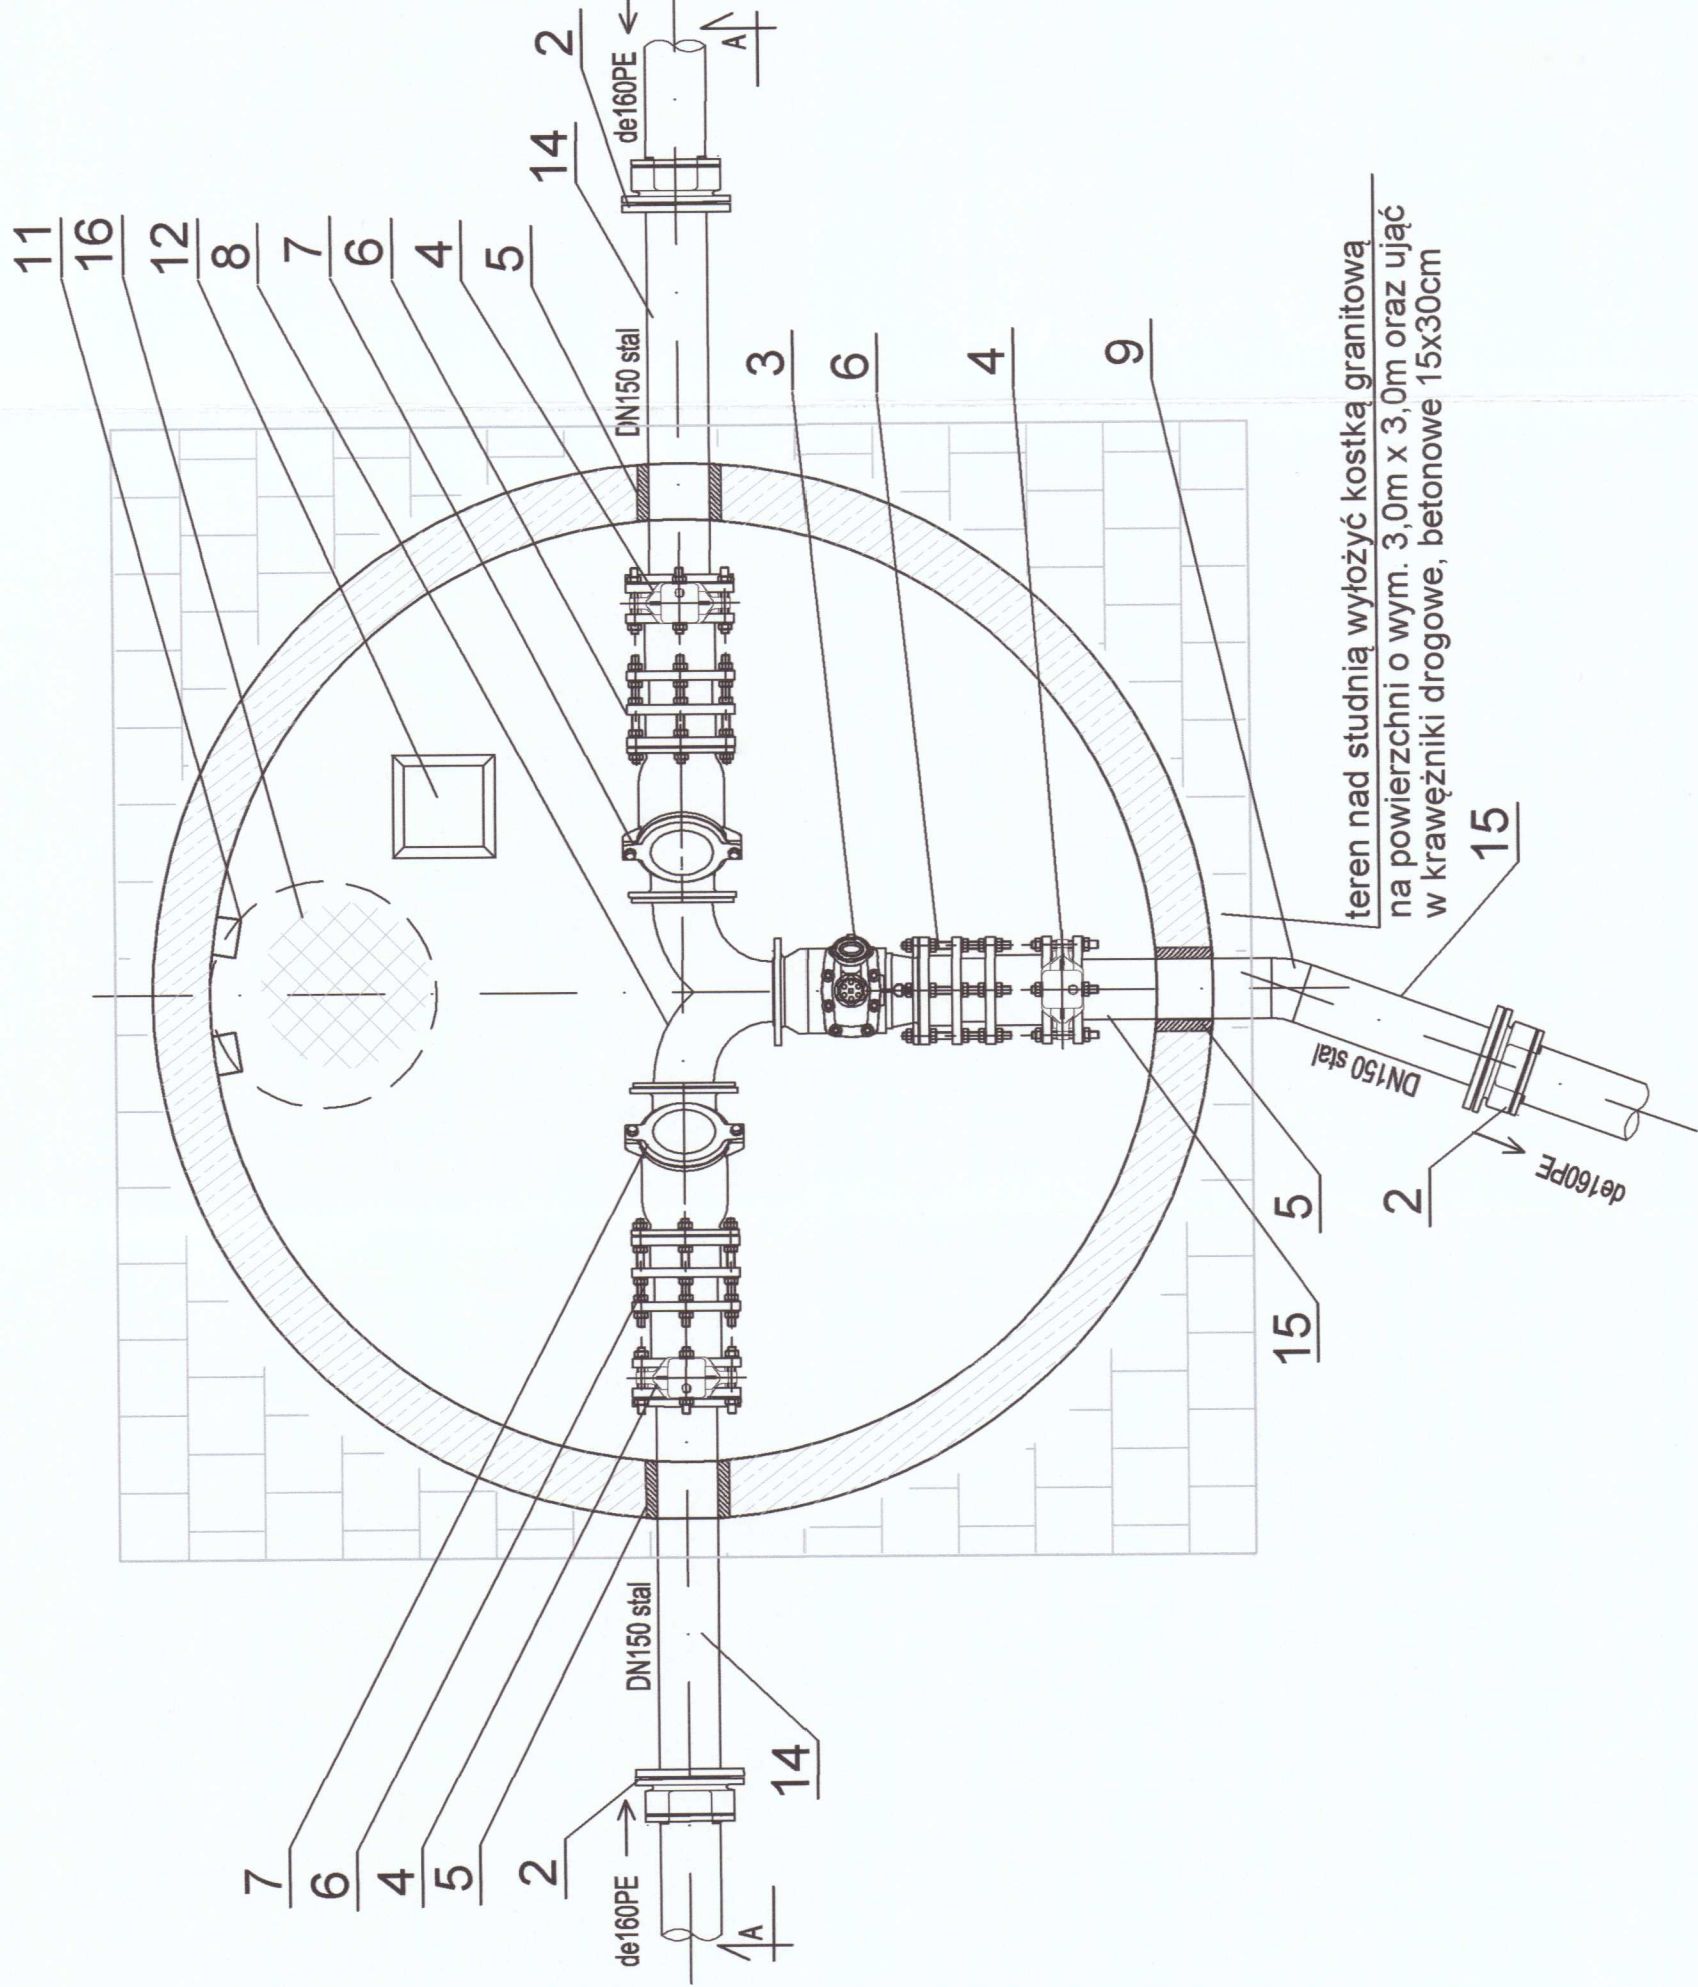 11
16
12
8
7
6
4
5
14
2
de160PE
A
DN150 stal
3
6
4
9
teren nad studnią wyłożyć kostką granitową
na powierzchni o wym. 3,0m x 3,0m oraz ująć
w krawężniki drogowe, betonowe 15x30cm
15
DN150 stal
2
de160PE
5
15
7
6
4
5
2
de160PE
A
DN150 stal
14